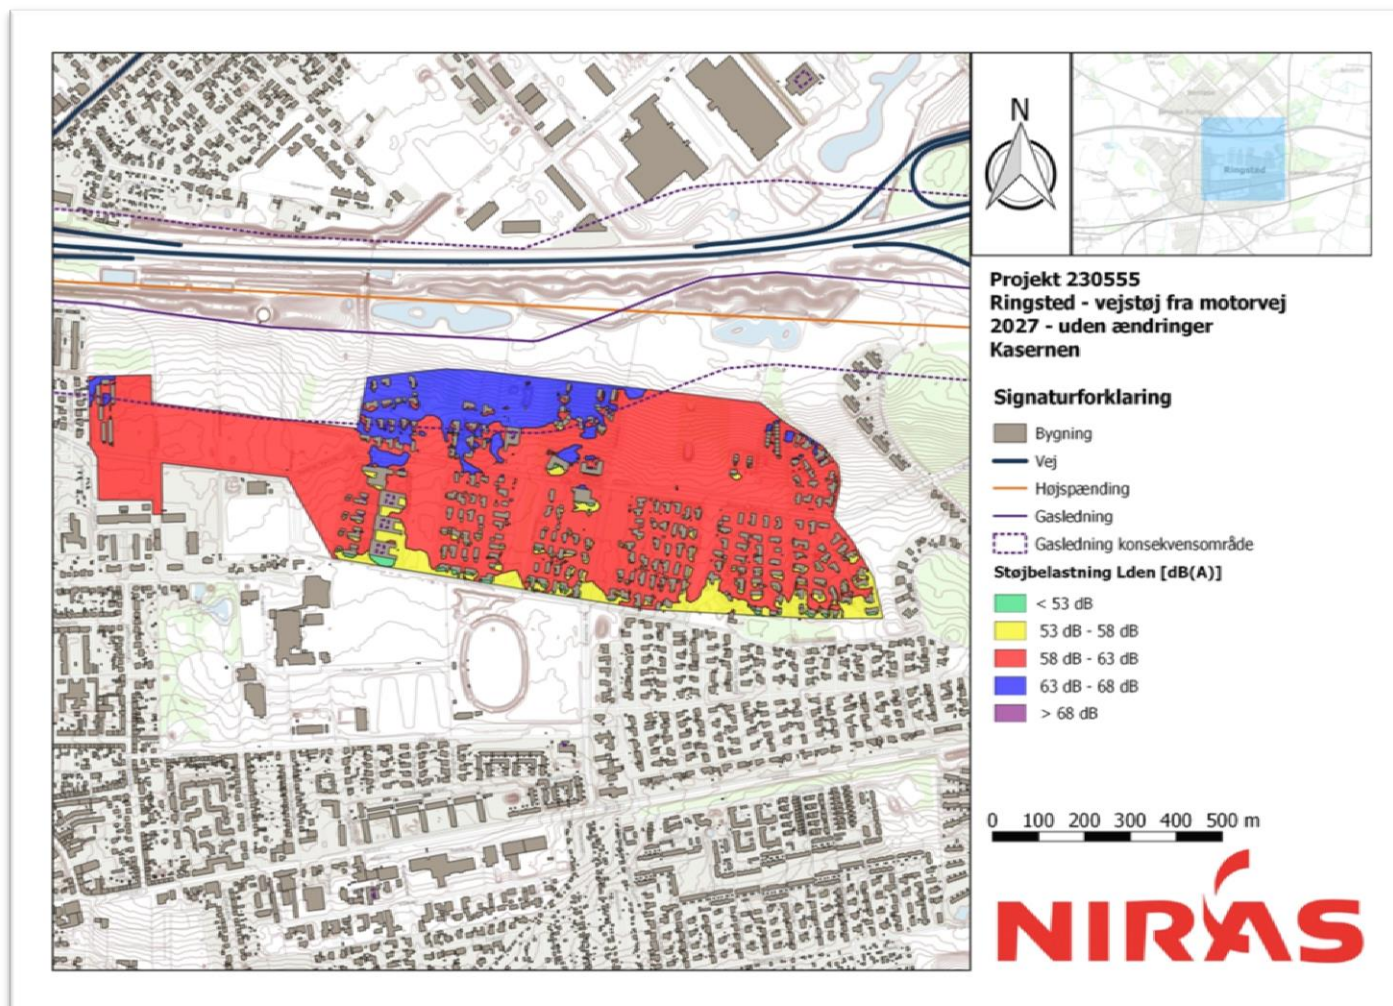 N
Ringsted
Projekt 230555
Ringsted - vejstøj fra motorvej
2027 - uden ændringer
Kasernen
Signaturforklaring
Bygning
Vej
Højspænding
Gasledning
Gasledning konsekvensområde
Støjbelastning Lden [dB(A)]
< 53 dB
53 dB - 58 dB
58 dB - 63 dB
63 dB - 68 dB
> 68 dB
0 100 200 300 400 500 m
NIRAS